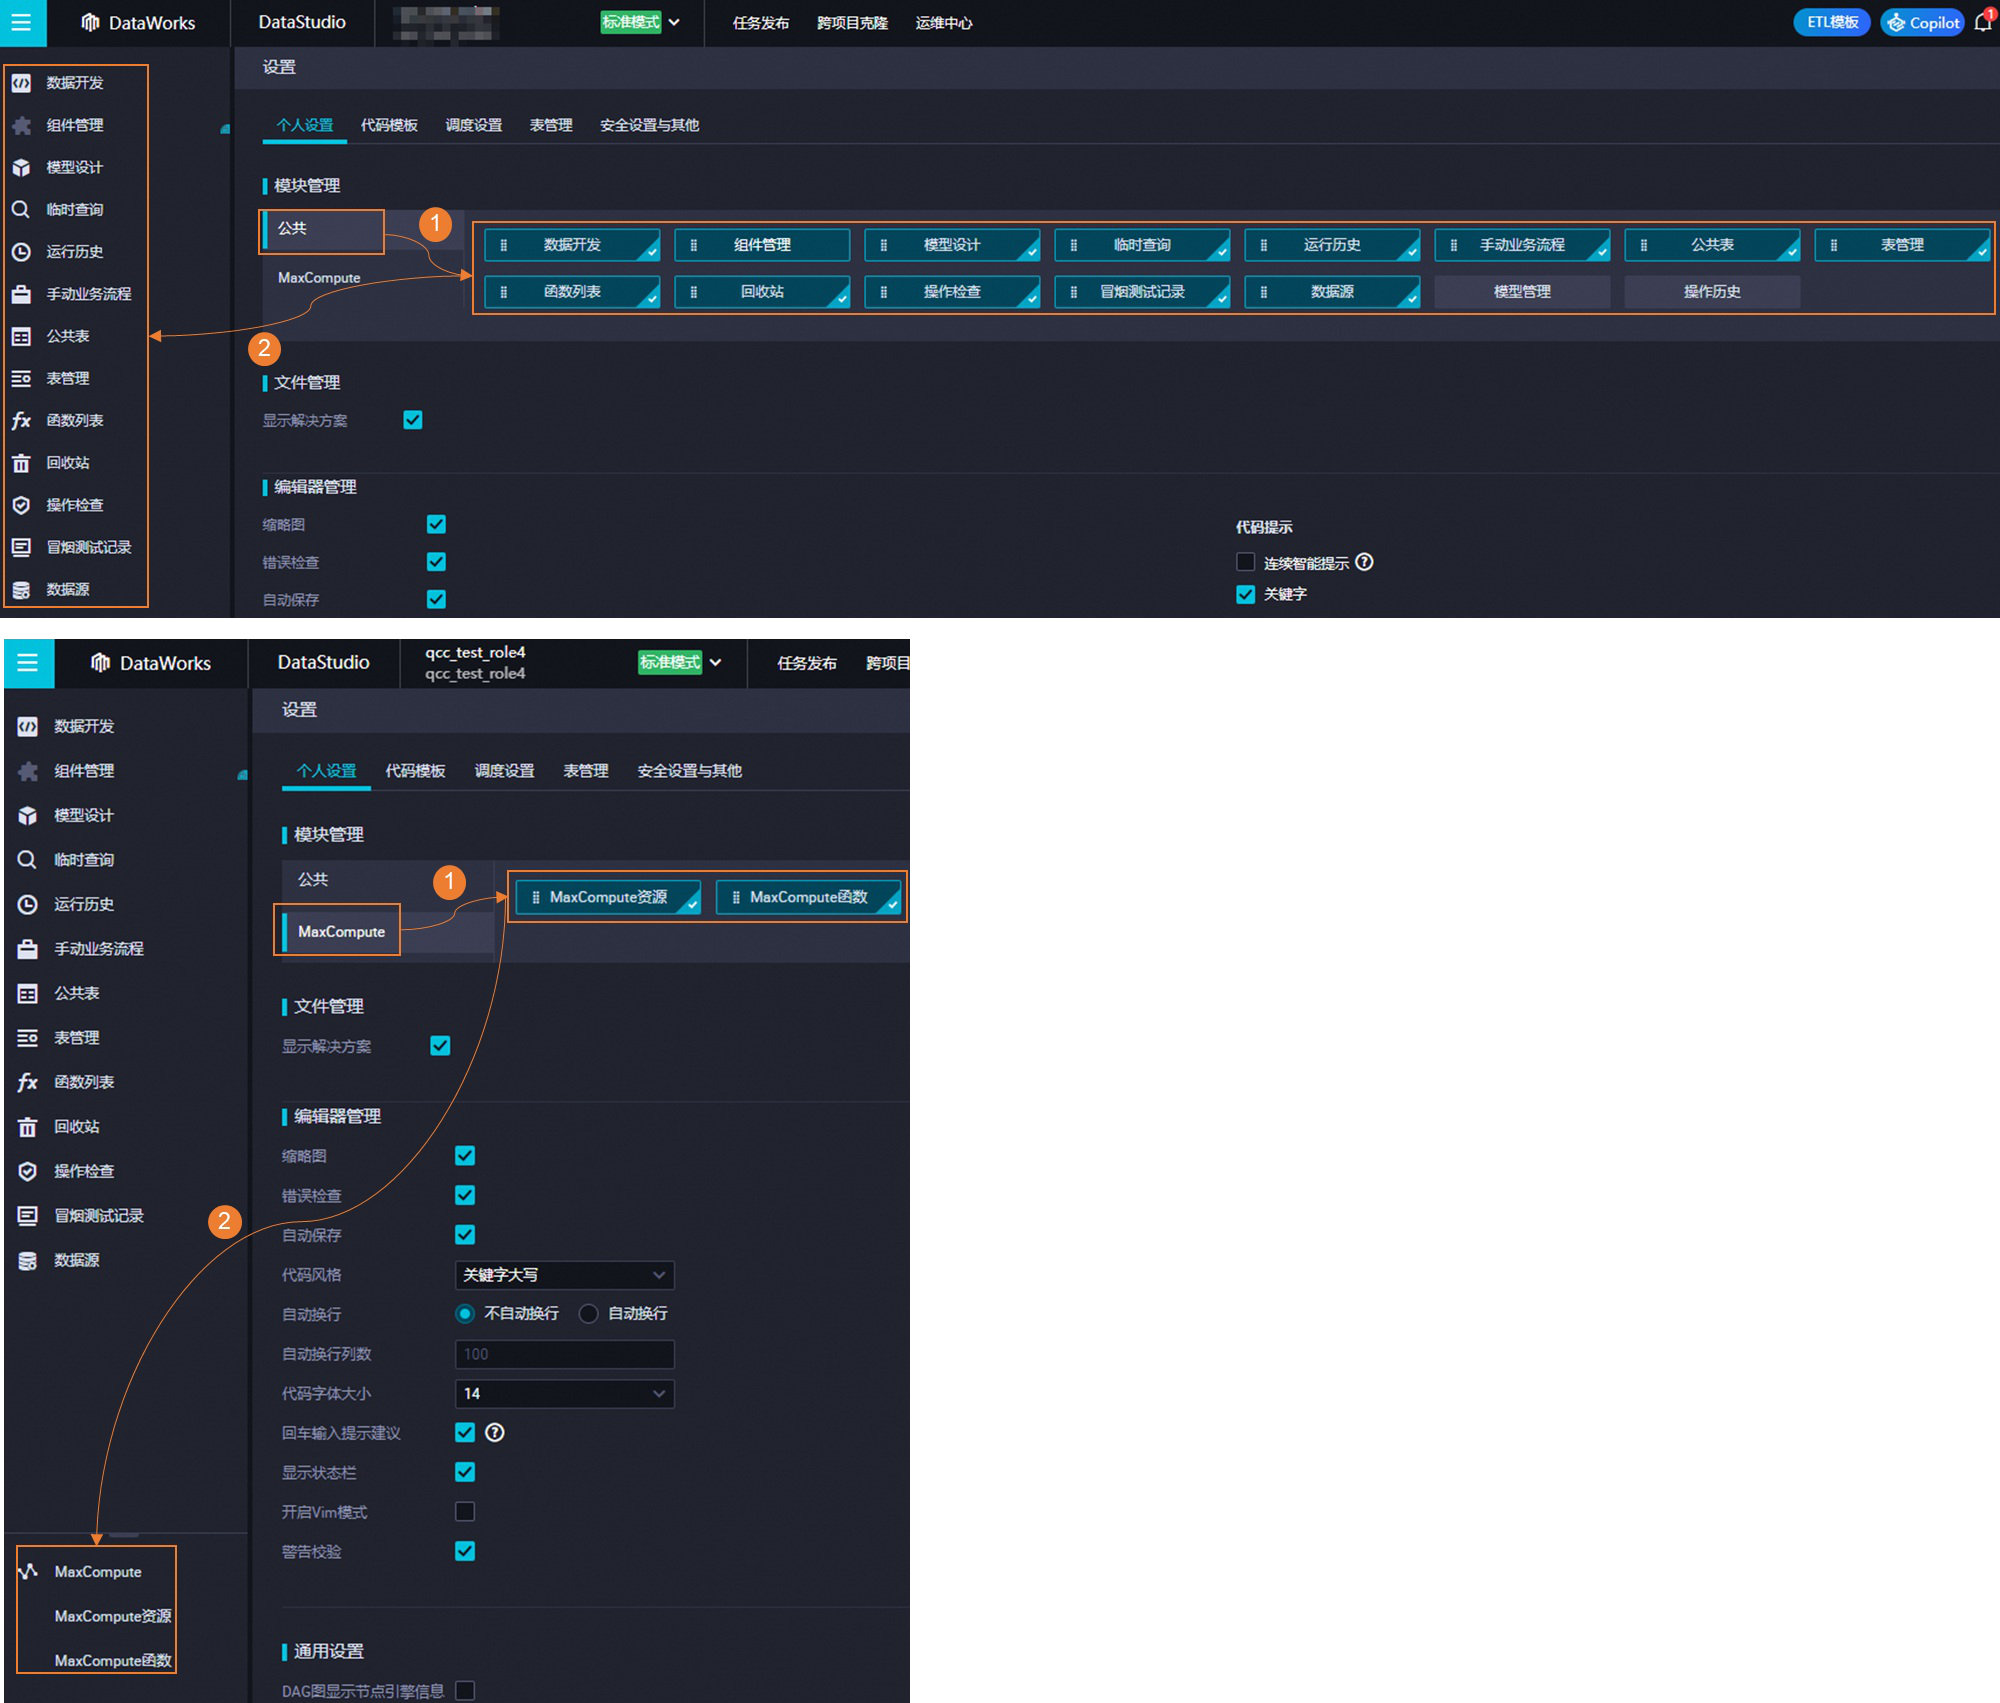 DataWorks
DataStudio
标准模式
任务发布
跨项目克隆
运维中心
ETL模板
Copilot
1
数据开发
组件管理
模型设计
临时查询
运行历史
手动业务流程
公共表
表管理
函数列表
回收站
操作检查
冒烟测试记录
数据源
设置
个人设置 代码模板 调度设置 表管理 安全设置与其他
模块管理
公共
1
MaxCompute
2
数据开发 组件管理 模型设计 临时查询 运行历史 手动业务流程 公共表 表管理
函数列表 回收站 操作检查 冒烟测试记录 数据源 模型管理 操作历史
文件管理
显示解决方案
编辑器管理
缩略图
错误检查
自动保存
代码提示
连续智能提示
关键字
DataWorks
DataStudio
qcc_test_role4
qcc_test_role4
标准模式
任务发布
跨项目
数据开发
组件管理
模型设计
临时查询
运行历史
手动业务流程
公共表
表管理
函数列表
回收站
操作检查
冒烟测试记录
数据源
2
MaxCompute
MaxCompute资源
MaxCompute函数
设置
个人设置 代码模板 调度设置 表管理 安全设置与其他
模块管理
公共
1
MaxCompute
MaxCompute资源 MaxCompute函数
文件管理
显示解决方案
编辑器管理
缩略图
错误检查
自动保存
代码风格 关键字大写
自动换行 不自动换行 自动换行
自动换行列数 100
代码字体大小 14
回车输入提示建议
显示状态栏
开启Vim模式
警告校验
通用设置
DAG图显示节点引擎信息